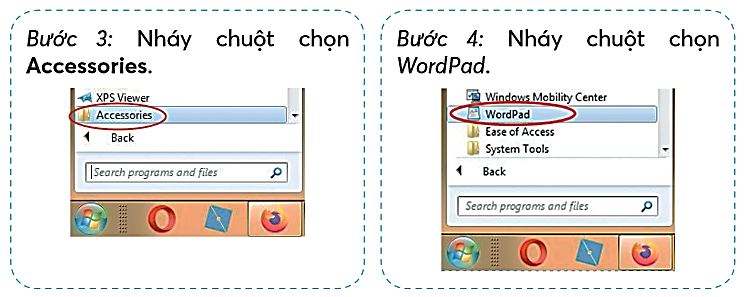 Bước 3: Nháy chuột chọn
Accessories.
XPS Viewer
Accessories
Back
Search programs and files
Bước 4: Nháy chuột chọn
WordPad.
Windows Mobility Center
WordPad
Ease of Access
System Tools
Back
Search programs and files